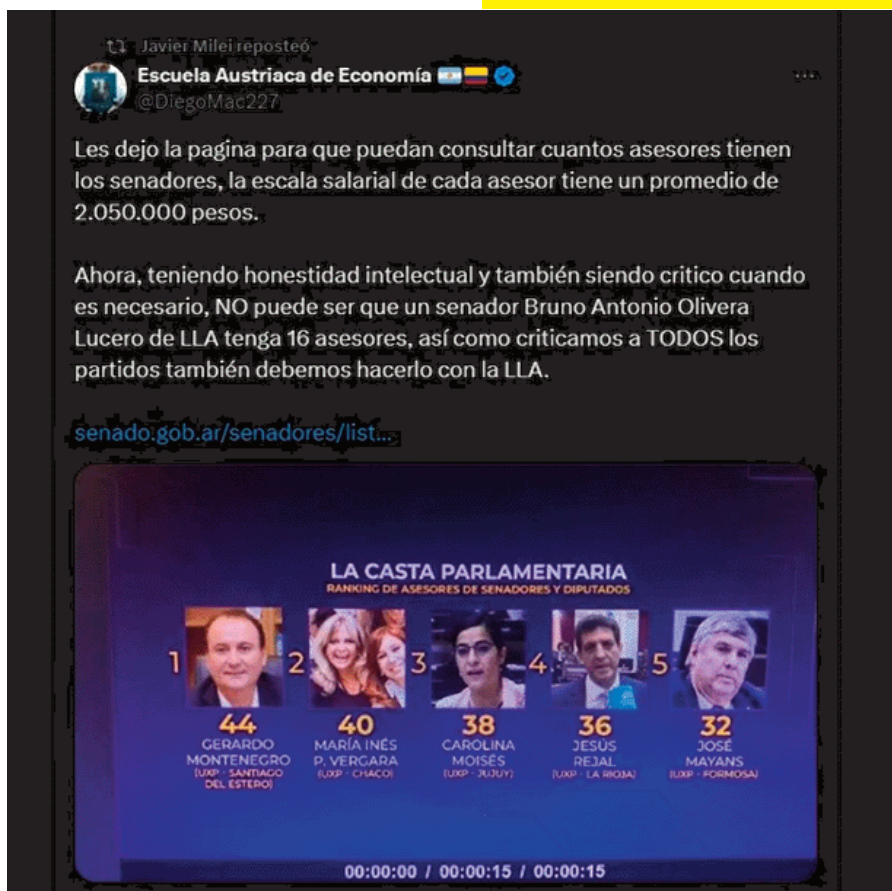 Javier Milei reposteó
Escuela Austriaca de Economía
@DiegoMac227
Les dejo la pagina para que puedan consultar cuantos asesores tienen
los senadores, la escala salarial de cada asesor tiene un promedio de
2.050.000 pesos.
Ahora, teniendo honestidad intelectual y también siendo critico cuando
es necesario, NO puede ser que un senador Bruno Antonio Olivera
Lucero de LLA tenga 16 asesores, así como criticamos a TODOS los
partidos también debemos hacerlo con la LLA.
senado.gob.ar/senadores/list...
LA CASTA PARLAMENTARIA
RANKING DE ASESORES DE SENADORES Y DIPUTADOS
1 2 3 4 5
44 40 38 36 32
GERARDO MARÍA INÉS CAROLINA JESÚS JOSÉ
MONTENEGRO P. VERGARA MOISÉS REJAL MAYANS
(UXP - SANTIAGO (UXP - CHACO) (UXP - JUJUY) (UXP - LA RIOJA) (UXP - FORMOSA)
DEL ESTERO)
00:00:00 / 00:00:15 / 00:00:15